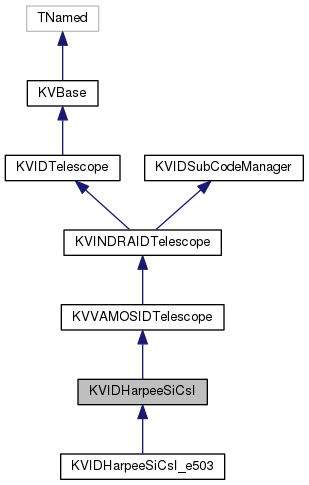 TNamed
KVBase
KVIDTelescope
KVIDSubCodeManager
KVINDRAIDTelescope
KVVAMOSIDTelescope
KVIDHarpeeSiCsI
KVIDHarpeeSiCsI_e503